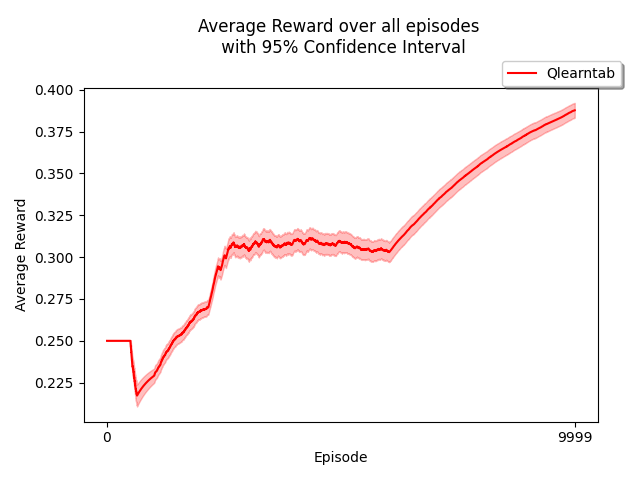 Average Reward over all episodes
with 95% Confidence Interval
Qlearntab
0.400
0.375
0.350
0.325
0.300
0.275
0.250
0.225
Average Reward
0 9999
Episode